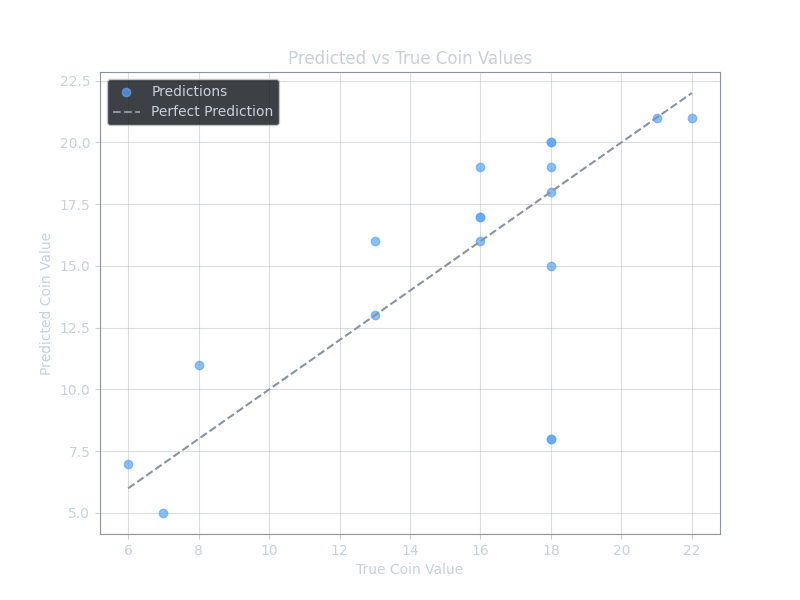 Predicted vs True Coin Values
Predictions
Perfect Prediction
22.5
20.0
17.5
15.0
12.5
10.0
7.5
5.0
Predicted Coin Value
6 8 10 12 14 16 18 20 22
True Coin Value